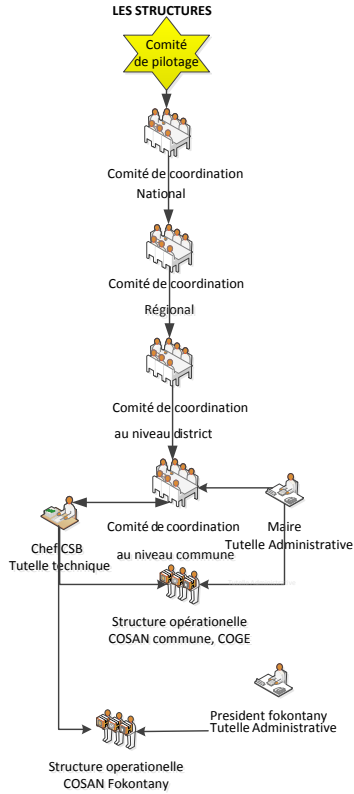 LES STRUCTURES
Comité
de pilotage
Comité de coordination
National
Comité de coordination
Régional
Comité de coordination
au niveau district
Comité de coordination
au niveau commune
Maire
Tutelle Administrative
Chef CSB
Tutelle technique
Structure opérationelle
COSAN commune, COGE
President fokontany
Tutelle Administrative
Structure operationelle
COSAN Fokontany